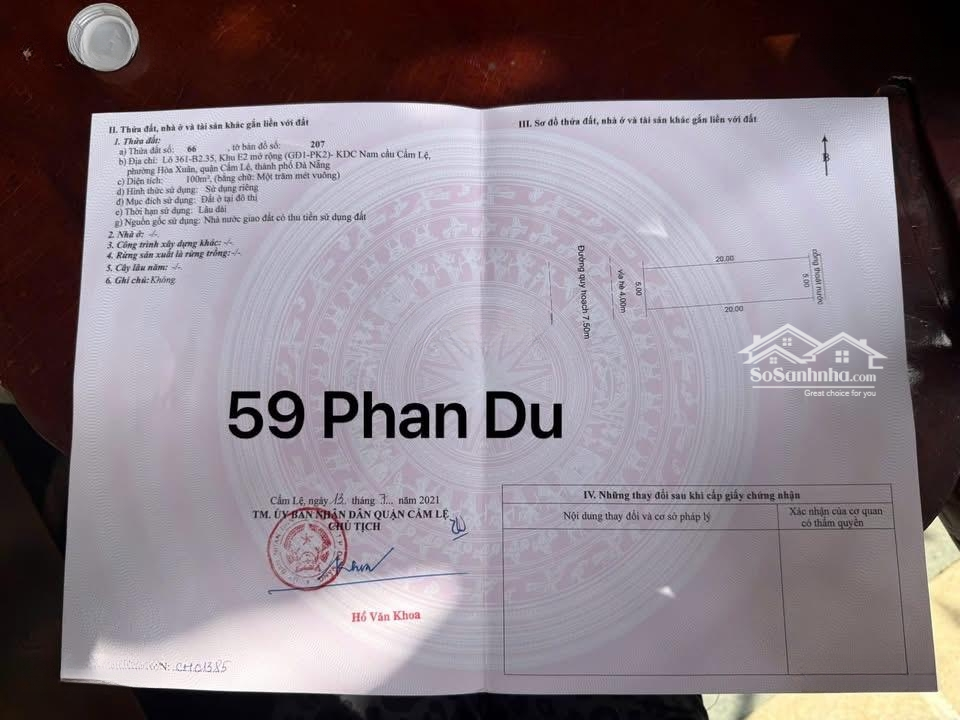 II. Thửa đất, nhà ở và tài sản khác gắn liền với đất
1. Thửa đất:
a) Thửa đất số: 66 , tờ bản đồ số: 207
b) Địa chỉ: Lô 361-B2.35, Khu E2 mở rộng (GĐ1-PK2)- KDC Nam cầu Cẩm Lệ,
phường Hòa Xuân, quận Cẩm Lệ, thành phố Đà Nẵng
c) Diện tích: 100m², (bằng chữ: Một trăm mét vuông)
d) Hình thức sử dụng: Sử dụng riêng
đ) Mục đích sử dụng: Đất ở tại đô thị
e) Thời hạn sử dụng: Lâu dài
g) Nguồn gốc sử dụng: Nhà nước giao đất có thu tiền sử dụng đất
2. Nhà ở: -/-
3. Công trình xây dựng khác: -/-
4. Rừng sản xuất là rừng trồng:-/-
5. Cây lâu năm: -/-
6. Ghi chú:Không
59 Phan Du
Cẩm Lệ, ngày 13 tháng 7... năm 2021
TM. ỦY BAN NHÂN DÂN QUẬN CẨM LỆ
CHỦ TỊCH
Hồ Văn Khoa
CH01385
III. Sơ đồ thửa đất, nhà ở và tài sản khác gắn liền với đất
B
Đường quy hoạch 7.50m
vỉa hè 4.00m
5.00
20.00
20.00
5.00
cống thoát nước
SoSanhnha.com
Great choice for you
IV. Những thay đổi sau khi cấp giấy chứng nhận
Nội dung thay đổi và cơ sở pháp lý
Xác nhận của cơ quan
có thẩm quyền